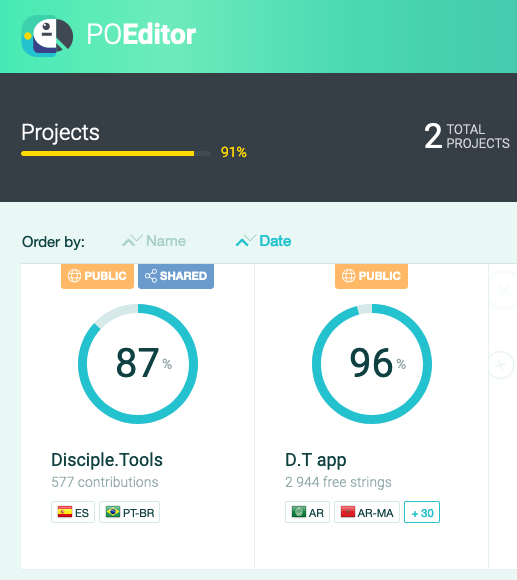 POEditor
Projects
91%
2 TOTAL PROJECTS
Order by: Name Date
PUBLIC SHARED
PUBLIC
87%
96%
Disciple.Tools
577 contributions
ES PT-BR
D.T app
2 944 free strings
AR AR-MA + 30